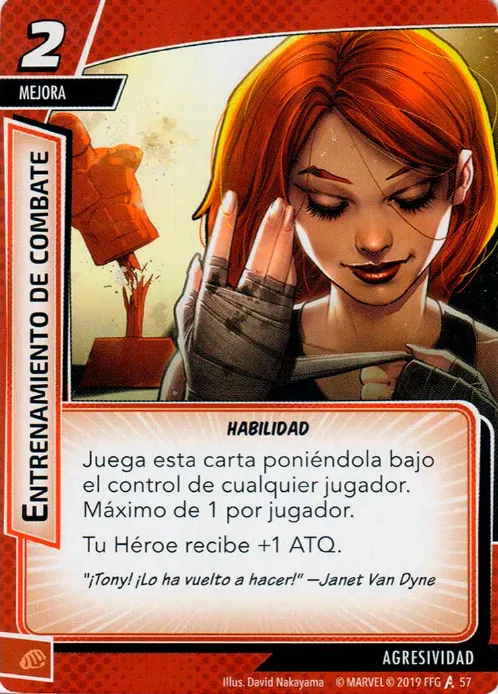 2
MEJORA
ENTRENAMIENTO DE COMBATE
HABILIDAD
Juega esta carta poniéndola bajo
el control de cualquier jugador.
Máximo de 1 por jugador.
Tu Héroe recibe +1 ATQ.
"¡Tony! ¡Lo ha vuelto a hacer!" —Janet Van Dyne
AGRESIVIDAD
Illus. David Nakayama © MARVEL © 2019 FFG 57